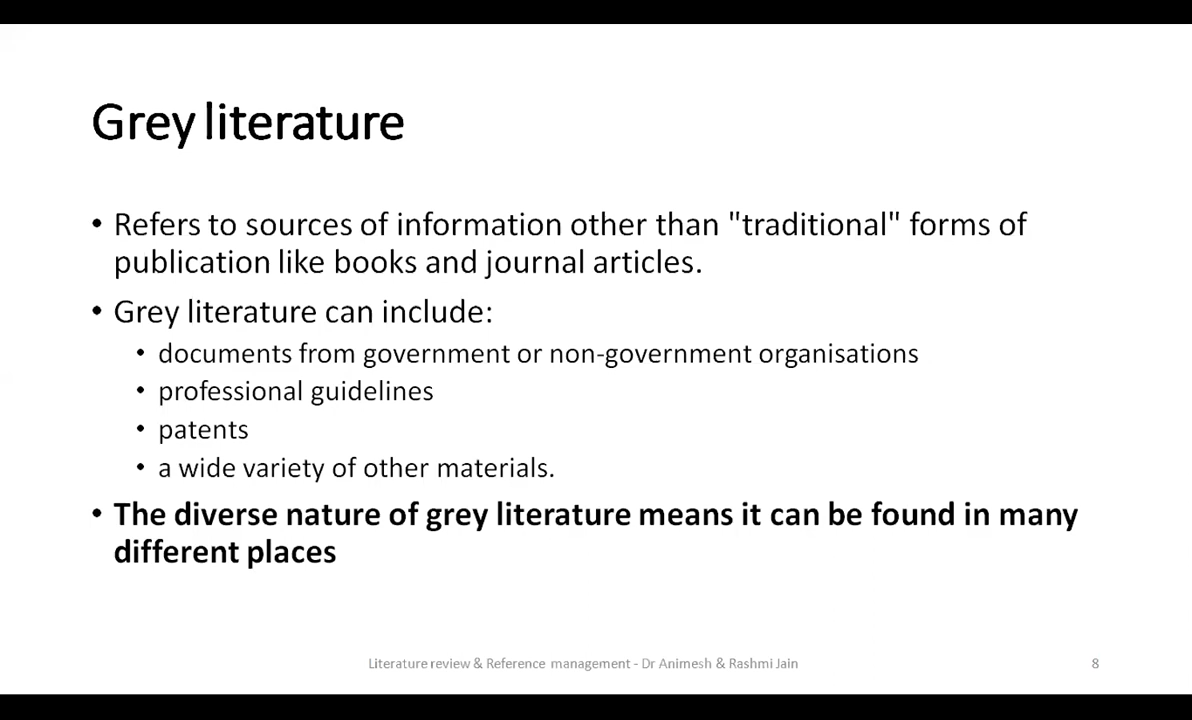 Grey literature
• Refers to sources of information other than "traditional" forms of
publication like books and journal articles.
• Grey literature can include:
• documents from government or non-government organisations
• professional guidelines
• patents
• a wide variety of other materials.
• The diverse nature of grey literature means it can be found in many
different places
Literature review & Reference management - Dr Animesh & Rashmi Jain
8